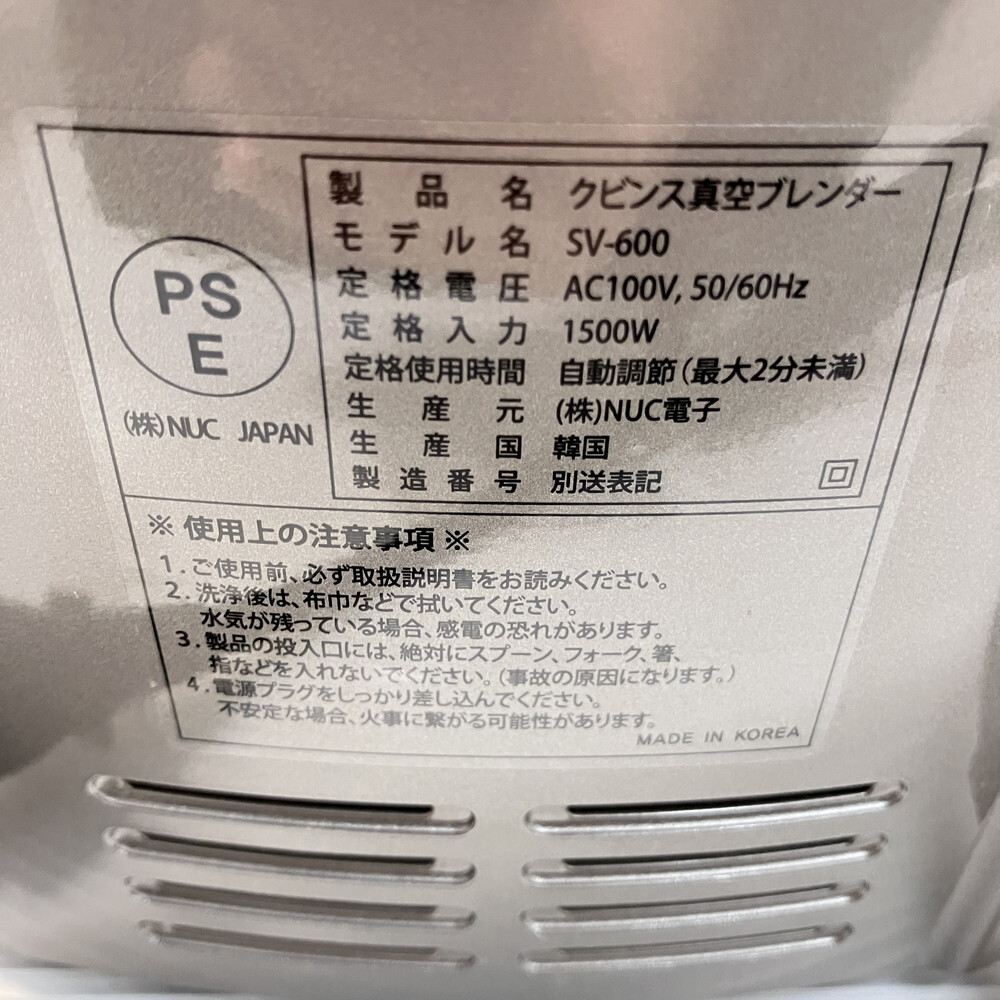 PS
E
(株)NUC JAPAN
製品名 クビンス真空ブレンダー
モデル名 SV-600
定格電圧 AC100V, 50/60Hz
定格入力 1500W
定格使用時間 自動調節(最大2分未満)
生産元 (株)NUC電子
生産国 韓国
製造番号 別送表記
※ 使用上の注意事項 ※
1. ご使用前、必ず取扱説明書をお読みください。
2. 洗浄後は、布巾などで拭いてください。
水気が残っている場合、感電の恐れがあります。
3. 製品の投入口には、絶対にスプーン、フォーク、箸、
指などを入れないでください。(事故の原因になります。)
4. 電源プラグをしっかり差し込んでください。
不安定な場合、火事に繋がる可能性があります。
MADE IN KOREA